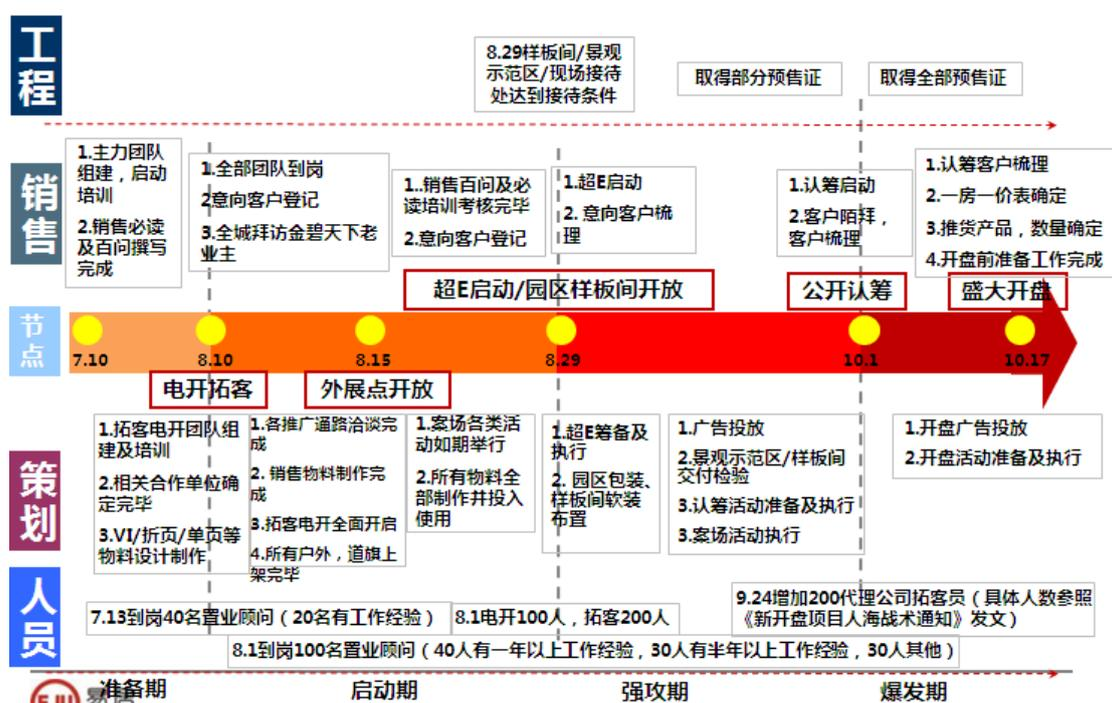 工
程
8.29样板间/景观
示范区/现场接待
处达到接待条件
取得部分预售证
取得全部预售证
销
售
1.主力团队
组建，启动
培训
2.销售必读
及百问撰写
完成
1.全部团队到岗
2意向客户登记
3.全城拜访金碧天下老
业主
1..销售百问及必
读培训考核完毕
2.意向客户登记
1.超E启动
2. 意向客户梳
理
1.认筹启动
2.客户陌拜，
客户梳理
1.认筹客户梳理
2.一房一价表确定
3.推货产品，数量确定
4.开盘前准备工作完成
超E启动/园区样板间开放
公开认筹
盛大开盘
节
点
7.10
8.10
8.15
8.29
10.1
10.17
电开拓客
外展点开放
策
划
1.拓客电开团队组
建及培训
2.相关合作单位确
定完毕
3.VI/折页/单页等
物料设计制作
1.各推广通路洽谈完
成
2. 销售物料制作完
成
3.拓客电开全面开启
4.所有户外，道旗上
架完毕
1.案场各类活
动如期举行
2.所有物料全
部制作并投入
使用
1.超E筹备及
执行
2. 园区包装、
样板间软装
布置
1.广告投放
2.景观示范区/样板间
交付检验
3.认筹活动准备及执行
4.案场活动执行
1.开盘广告投放
2.开盘活动准备及执行
人
员
7.13到岗40名置业顾问（20名有工作经验）
8.1电开100人，拓客200人
9.24增加200代理公司拓客员（具体人数参照
《新开盘项目人海战术通知》发文）
8.1到岗100名置业顾问（40人有一年以上工作经验，30人有半年以上工作经验，30人其他）
准备期
启动期
强攻期
爆发期